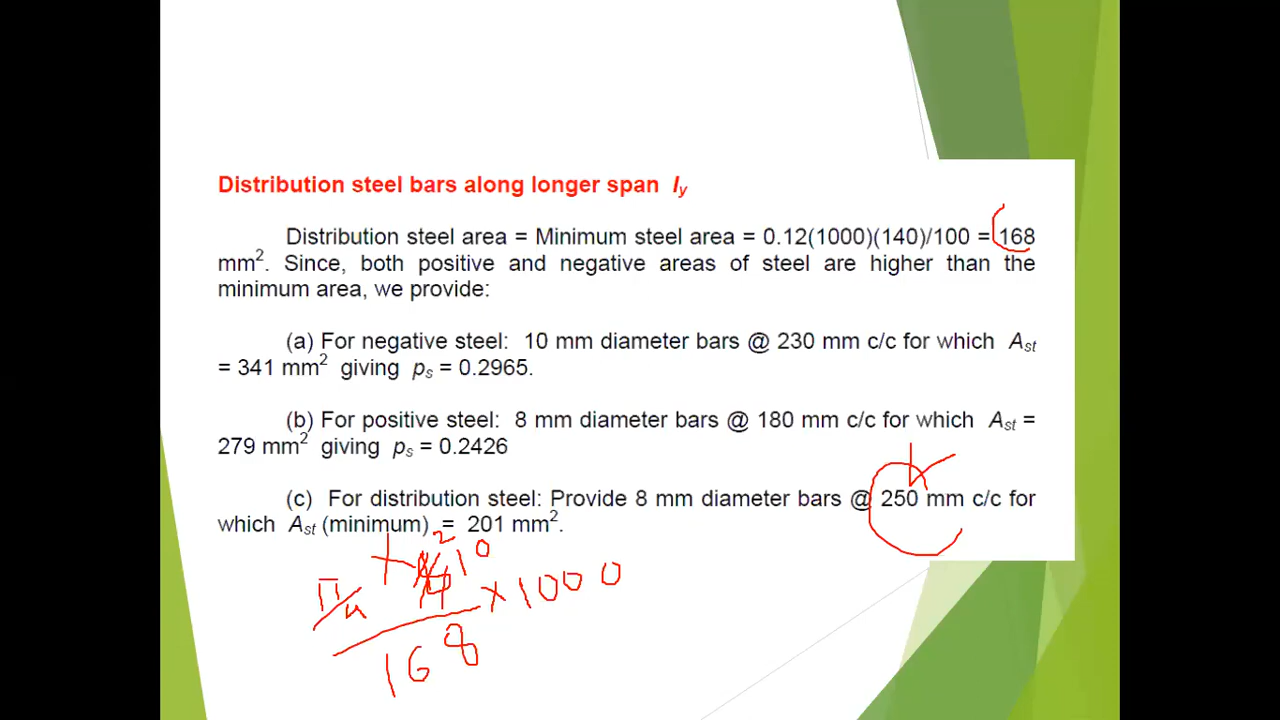 Distribution steel bars along longer span l_y
Distribution steel area = Minimum steel area = 0.12(1000)(140)/100 = 168
mm². Since, both positive and negative areas of steel are higher than the
minimum area, we provide:
(a) For negative steel: 10 mm diameter bars @ 230 mm c/c for which A_st
= 341 mm² giving p_s = 0.2965.
(b) For positive steel: 8 mm diameter bars @ 180 mm c/c for which A_st =
279 mm² giving p_s = 0.2426
(c) For distribution steel: Provide 8 mm diameter bars @ 250 mm c/c for
which A_st (minimum) = 201 mm².
π/4 × 10² × 1000
168